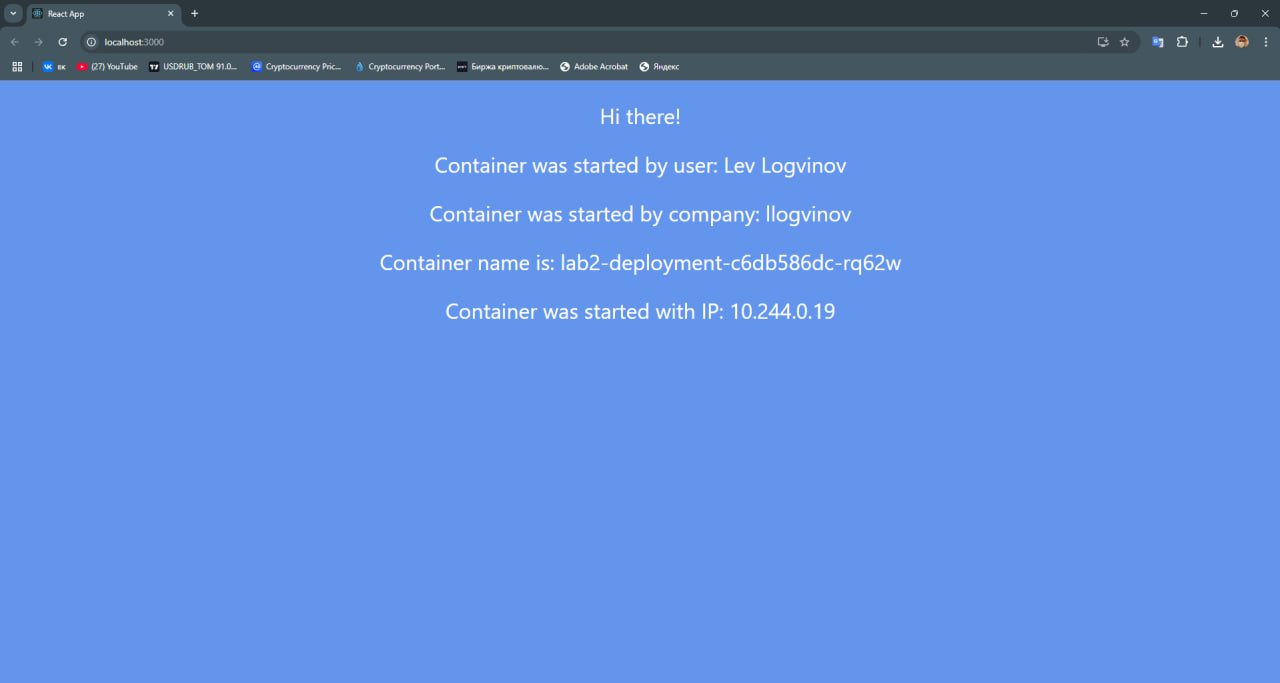 React App
localhost:3000
вк
(27) YouTube
USDRUB_TOM 91.0...
Cryptocurrency Pric...
Cryptocurrency Port...
Биржа криптовалю...
Adobe Acrobat
Яндекс
Hi there!
Container was started by user: Lev Logvinov
Container was started by company: llogvinov
Container name is: lab2-deployment-c6db586dc-rq62w
Container was started with IP: 10.244.0.19